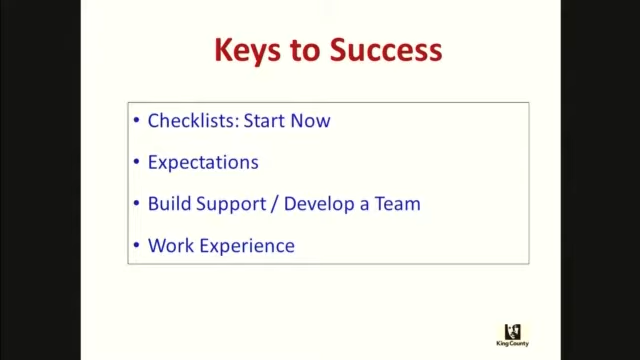 Keys to Success
• Checklists: Start Now
• Expectations
• Build Support / Develop a Team
• Work Experience
King County